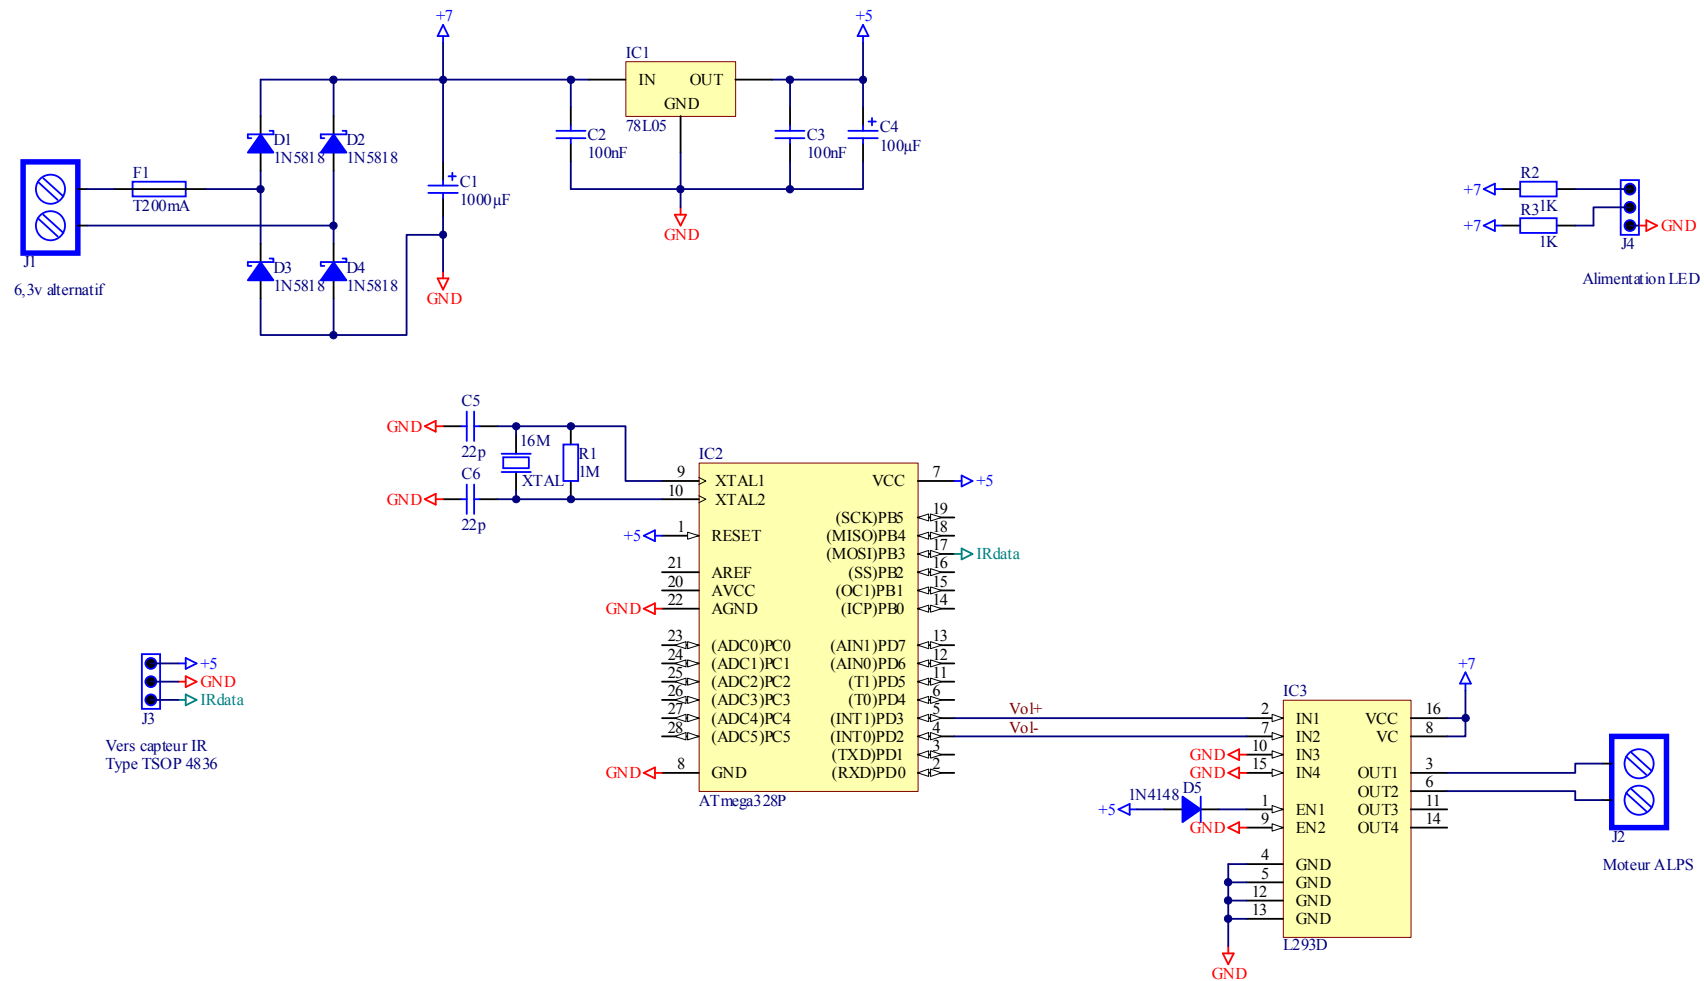 +7
+5
IC1
IN OUT
GND
78L05
D1
1N5818
D2
1N5818
C2
100nF
C3
100nF
C4
100µF
F1
T200mA
C1
1000µF
GND
J1
6,3v alternatif
D3
1N5818
D4
1N5818
GND
R2
+7
1K
R3
+7
1K
GND
J4
Alimentation LED
C5
GND
22p
16M
XTAL
R1
1M
C6
GND
22p
IC2
9 XTAL1
10 XTAL2
+5 1 RESET
21 AREF
20 AVCC
GND 22 AGND
23 (ADC0)PC0
24 (ADC1)PC1
25 (ADC2)PC2
26 (ADC3)PC3
27 (ADC4)PC4
28 (ADC5)PC5
GND 8 GND
VCC 7 +5
(SCK)PB5 19
(MISO)PB4 18
(MOSI)PB3 17 IRdata
(SS)PB2 16
(OC1)PB1 15
(ICP)PB0 14
(AIN1)PD7 13
(AIN0)PD6 12
(T1)PD5 11
(T0)PD4 6
(INT1)PD3 5
(INT0)PD2 4
(TXD)PD1 3
(RXD)PD0 2
ATmega328P
+5
GND
IRdata
J3
Vers capteur IR
Type TSOP 4836
Vol+
Vol-
+7
IC3
2 IN1
7 IN2
GND 10 IN3
GND 15 IN4
1N4148 D5
+5 1 EN1
GND 9 EN2
4 GND
5 GND
12 GND
13 GND
VCC 16
VC 8
OUT1 3
OUT2 6
OUT3 11
OUT4 14
L293D
GND
J2
Moteur ALPS